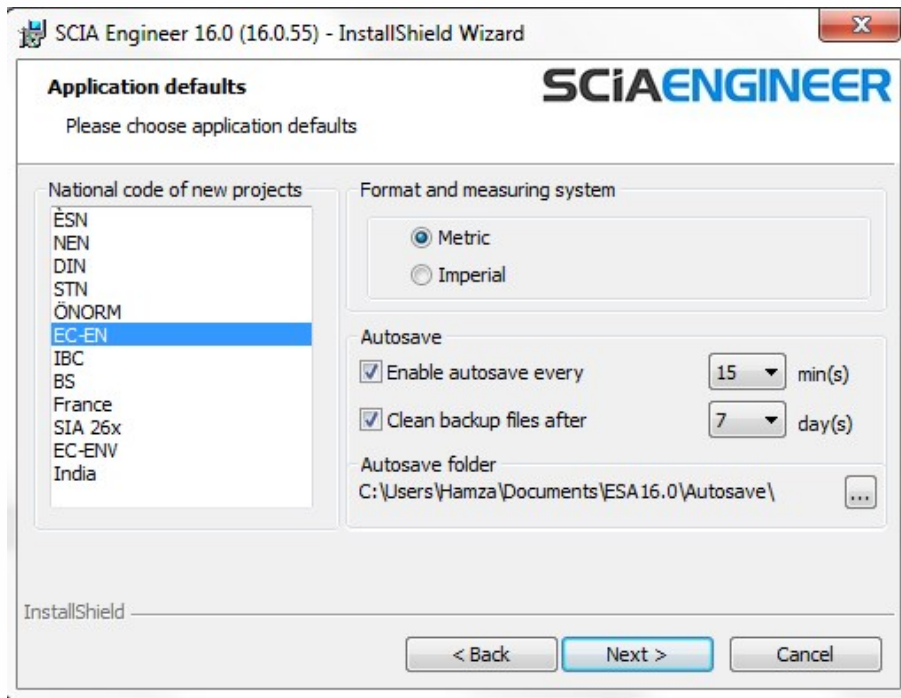 SCIA Engineer 16.0 (16.0.55) - InstallShield Wizard
Application defaults
Please choose application defaults
SCiAENGINEER
National code of new projects
ÈSN
NEN
DIN
STN
ÖNORM
EC-EN
IBC
BS
France
SIA 26x
EC-ENV
India
Format and measuring system
Metric
Imperial
Autosave
Enable autosave every 15 min(s)
Clean backup files after 7 day(s)
Autosave folder
C:\Users\Hamza\Documents\ESA16.0\Autosave\ ...
InstallShield
< Back Next > Cancel